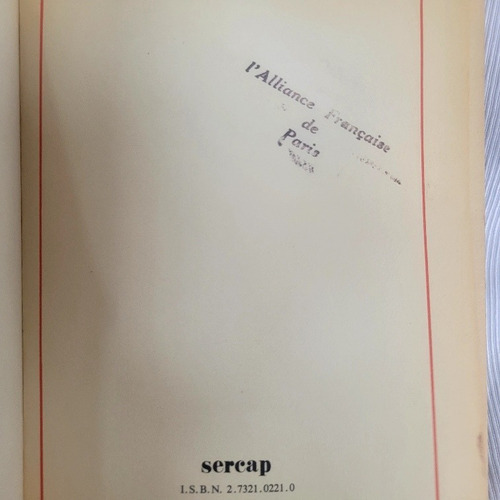 l'Alliance Française
de
Paris
sercap
I.S.B.N. 2.7321.0221.0